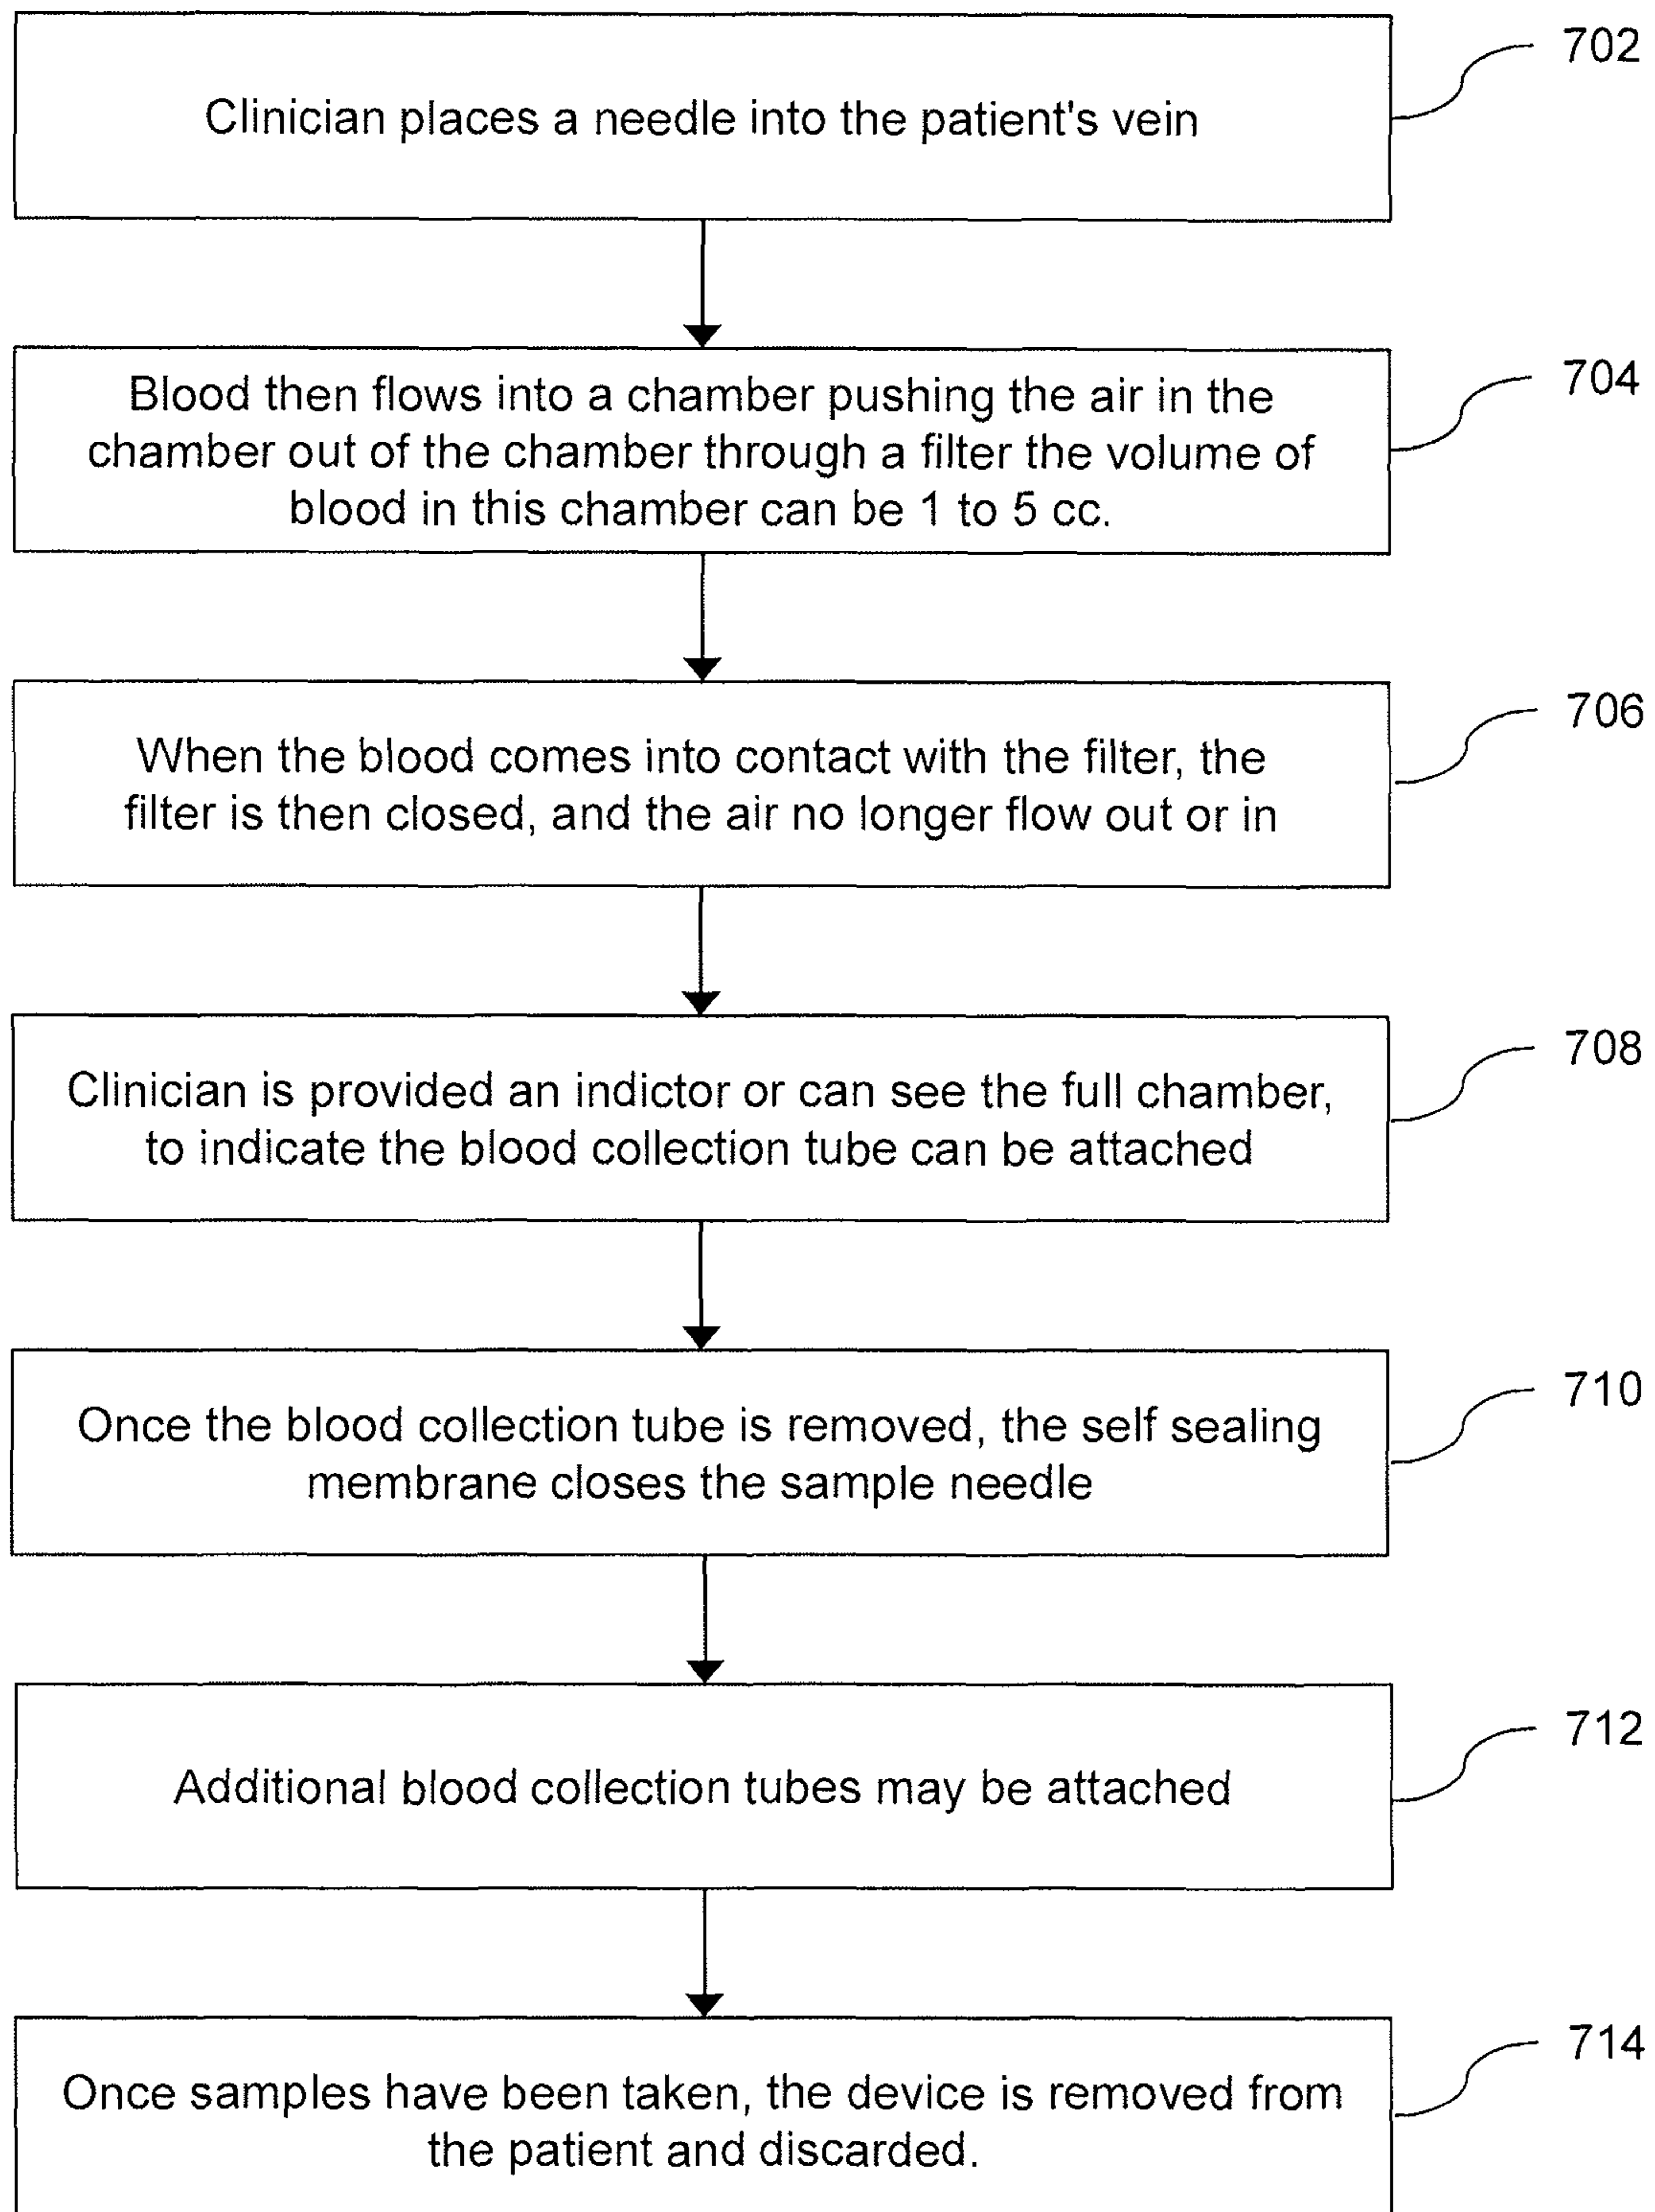 Clinician places a needle into the patient's vein
702
Blood then flows into a chamber pushing the air in the
chamber out of the chamber through a filter the volume of
blood in this chamber can be 1 to 5 cc.
704
When the blood comes into contact with the filter, the
filter is then closed, and the air no longer flow out or in
706
Clinician is provided an indictor or can see the full chamber,
to indicate the blood collection tube can be attached
708
Once the blood collection tube is removed, the self sealing
membrane closes the sample needle
710
Additional blood collection tubes may be attached
712
Once samples have been taken, the device is removed from
the patient and discarded.
714